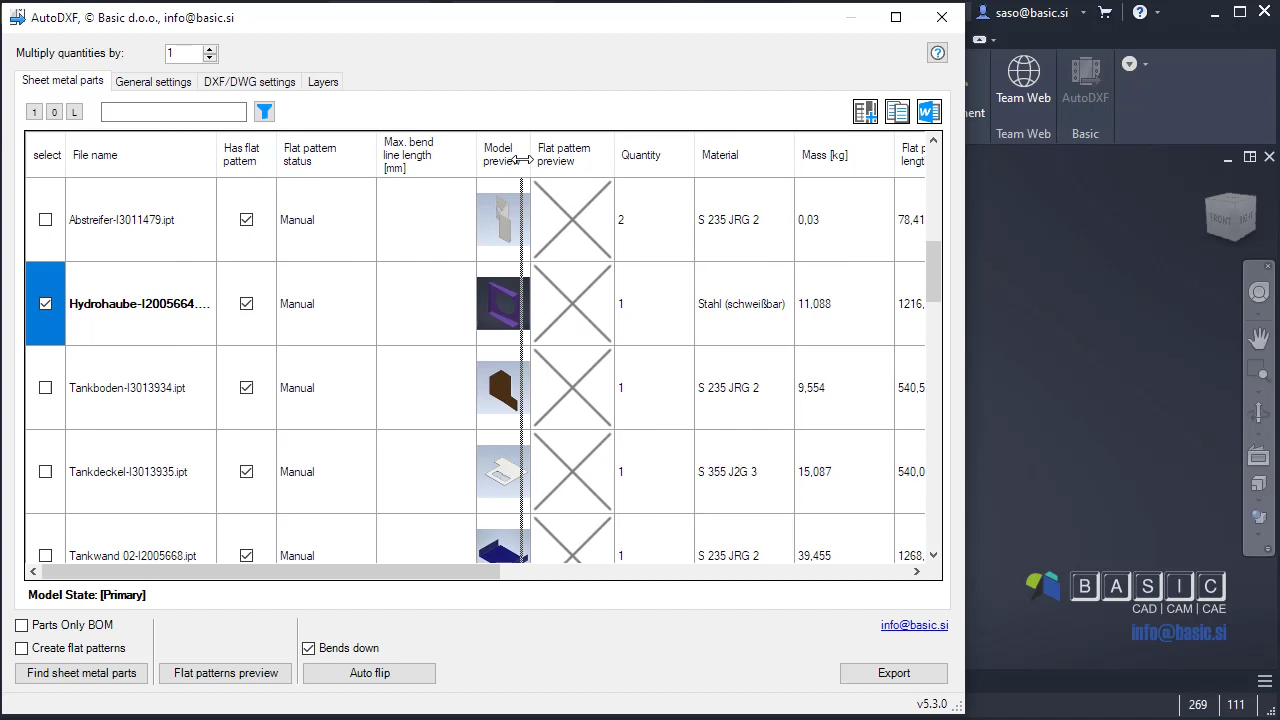 AutoDXF, © Basic d.o.o., info@basic.si
saso@basic.si
Multiply quantities by: 1
Sheet metal parts General settings DXF/DWG settings Layers
Team Web
AutoDXF
Team Web
Basic
1 0 L
select
File name
Has flat
pattern
Flat pattern
status
Max. bend
line length
[mm]
Model
preview
Flat pattern
preview
Quantity
Material
Mass [kg]
Abstreifer-I3011479.ipt Manual 2 S 235 JRG 2 0,03 78,41
Hydrohaube-I2005664.... Manual 1 Stahl (schweißbar) 11,088 1216,
Tankboden-I3013934.ipt Manual 1 S 235 JRG 2 9,554 540,5
Tankdeckel-I3013935.ipt Manual 1 S 355 J2G 3 15,087 540,0
Tankwand 02-I2005668.ipt Manual 1 S 235 JRG 2 39,455 1268,
FRONT
Model State: [Primary]
Parts Only BOM
Create flat patterns
Bends down
info@basic.si
Find sheet metal parts Flat patterns preview Auto flip Export
v5.3.0
BASIC
CAD | CAM | CAE
info@basic.si
269 111